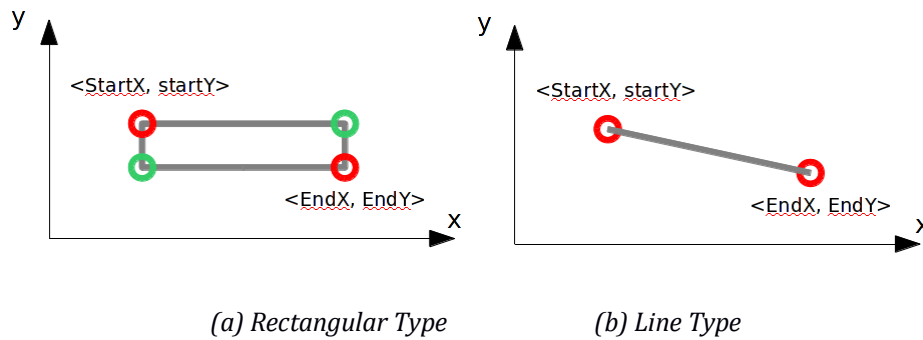 y
<StartX, startY>
<EndX, EndY>
x
(a) Rectangular Type
y
<StartX, startY>
<EndX, EndY>
x
(b) Line Type